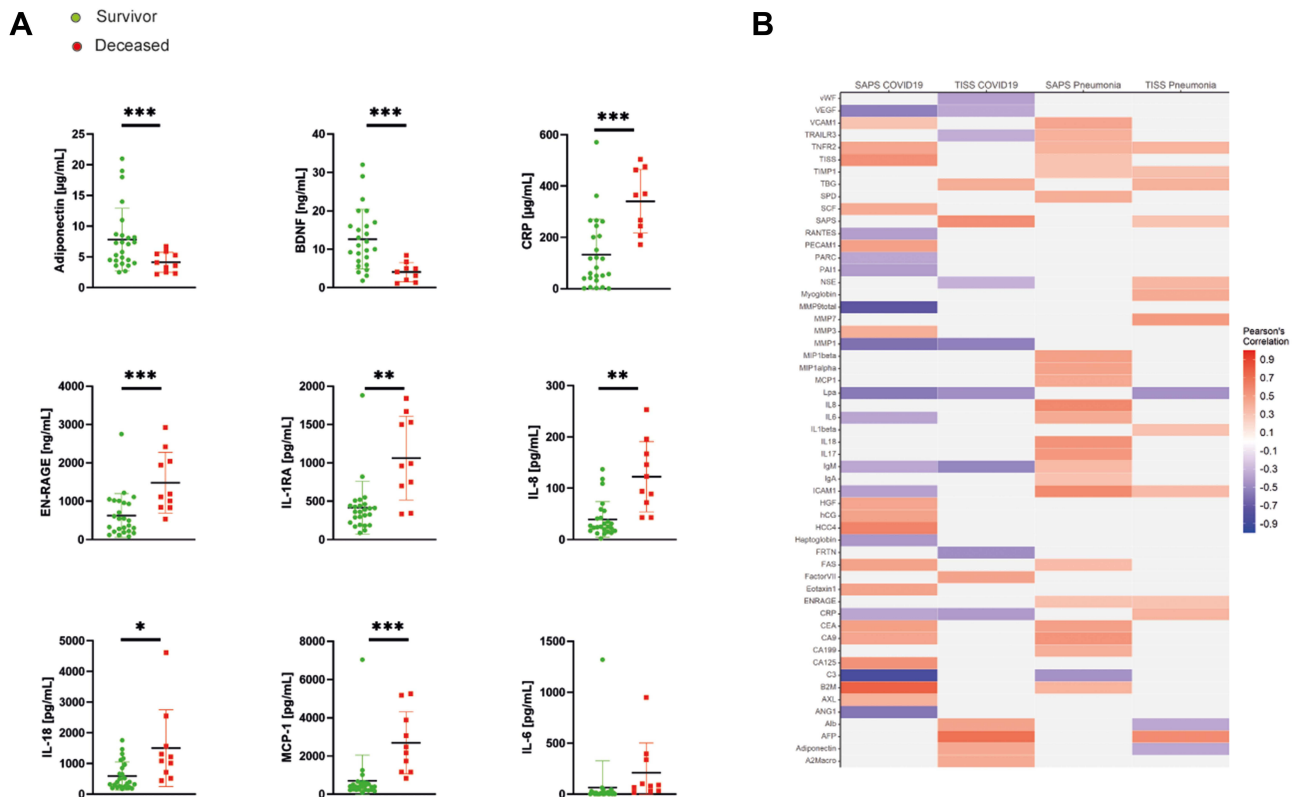 A
Survivor
Deceased
***
Adiponectin [µg/mL]
25
20
15
10
5
0
***
BDNF [ng/mL]
40
30
20
10
0
***
CRP [µg/mL]
600
400
200
0
***
EN-RAGE [ng/mL]
4000
3000
2000
1000
0
**
IL-1RA [pg/mL]
2000
1500
1000
500
0
**
IL-8 [pg/mL]
300
200
100
0
*
IL-18 [pg/mL]
5000
4000
3000
2000
1000
0
***
MCP-1 [pg/mL]
8000
6000
4000
2000
0
IL-6 [pg/mL]
1500
1000
500
0
B
SAPS COVID19 TISS COVID19 SAPS Pneumonia TISS Pneumonia
vWF
VEGF
VCAM1
TRAILR3
TNFR2
TISS
TIMP1
TBG
SPD
SCF
SAPS
RANTES
PECAM1
PARC
PAI1
NSE
Myoglobin
MMP9total
MMP7
MMP3
MMP1
MIP1beta
MIP1alpha
MCP1
Lpa
IL8
IL6
IL1beta
IL18
IL17
IgM
IgA
ICAM1
HGF
hCG
HCC4
Haptoglobin
FRTN
FAS
FactorVII
Eotaxin1
ENRAGE
CRP
CEA
CA9
CA199
CA125
C3
B2M
AXL
ANG1
Alb
AFP
Adiponectin
A2Macro
Pearson's
Correlation
0.9
0.7
0.5
0.3
0.1
-0.1
-0.3
-0.5
-0.7
-0.9